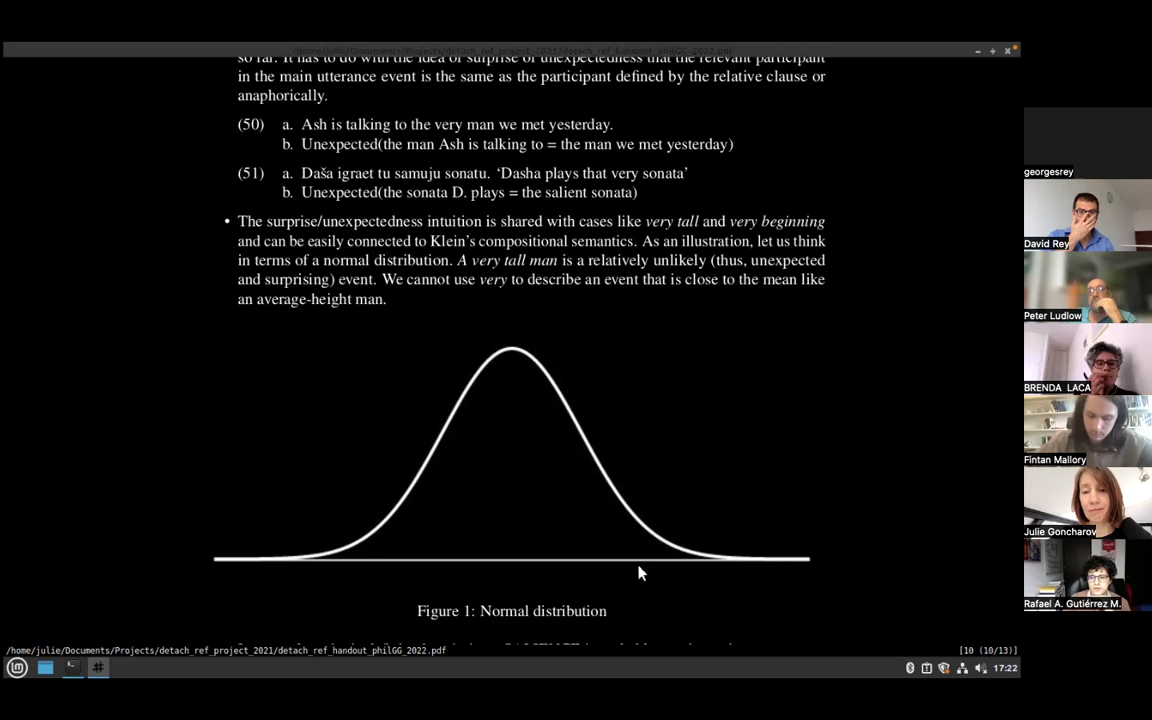 /home/julie/Documents/Projects/detach_ref_project_2021/detach_ref_handout_philGG_2022.pdf
so far. It has to do with the idea of surprise or unexpectedness that the relevant participant
in the main utterance event is the same as the participant defined by the relative clause or
anaphorically.
(50) a. Ash is talking to the very man we met yesterday.
b. Unexpected(the man Ash is talking to = the man we met yesterday)
(51) a. Daša igraet tu samuju sonatu. ‘Dasha plays that very sonata’
b. Unexpected(the sonata D. plays = the salient sonata)
• The surprise/unexpectedness intuition is shared with cases like very tall and very beginning
and can be easily connected to Klein’s compositional semantics. As an illustration, let us think
in terms of a normal distribution. A very tall man is a relatively unlikely (thus, unexpected
and surprising) event. We cannot use very to describe an event that is close to the mean like
an average-height man.
Figure 1: Normal distribution
/home/julie/Documents/Projects/detach_ref_project_2021/detach_ref_handout_philGG_2022.pdf
[10 (10/13)]
17:22
georgesrey
David Rey
Peter Ludlow
BRENDA LACA
Fintan Mallory
Julie Goncharov
Rafael A. Gutiérrez M.